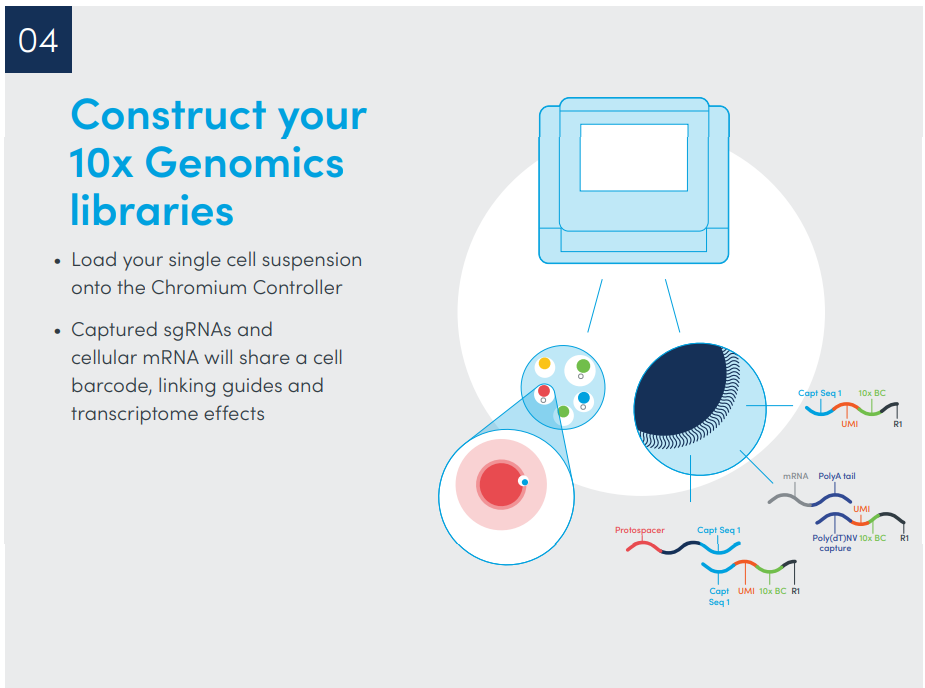 04
Construct your
10x Genomics
libraries
• Load your single cell suspension
onto the Chromium Controller
• Captured sgRNAs and
cellular mRNA will share a cell
barcode, linking guides and
transcriptome effects
Capt Seq 1 10x BC
UMI R1
mRNA PolyA tail
UMI
Poly(dT)NV 10x BC R1
capture
Protospacer Capt Seq 1
Capt UMI 10x BC R1
Seq 1